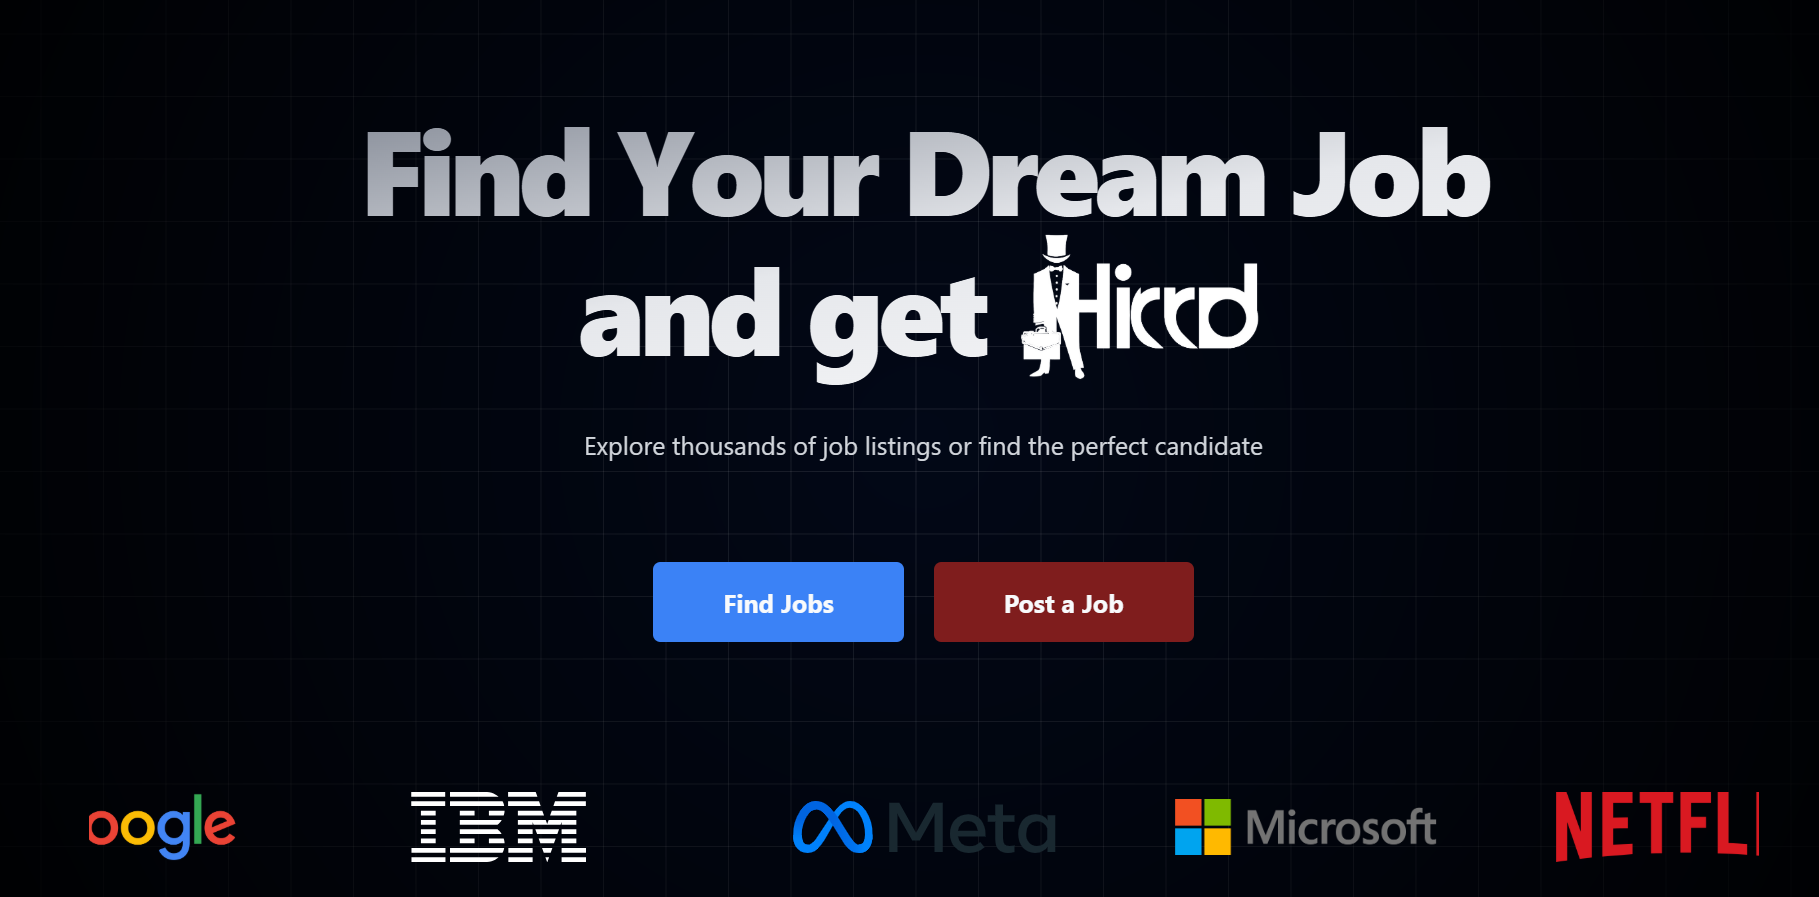 Find Your Dream Job
and get Hirrd
Explore thousands of job listings or find the perfect candidate
Find Jobs Post a Job
oogle IBM Meta Microsoft NETFL